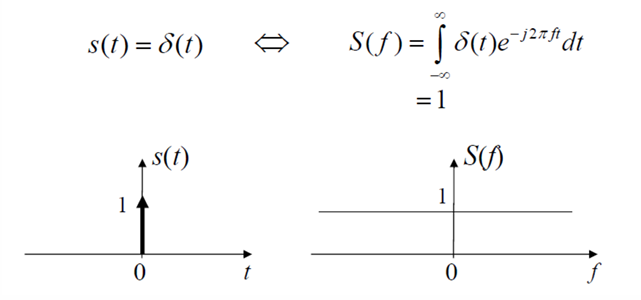 s(t) = δ(t) ⇔ S(f) = ∫_{-∞}^{∞} δ(t)e^{-j2πft}dt
= 1
s(t) S(f)
1 1
0 t 0 f